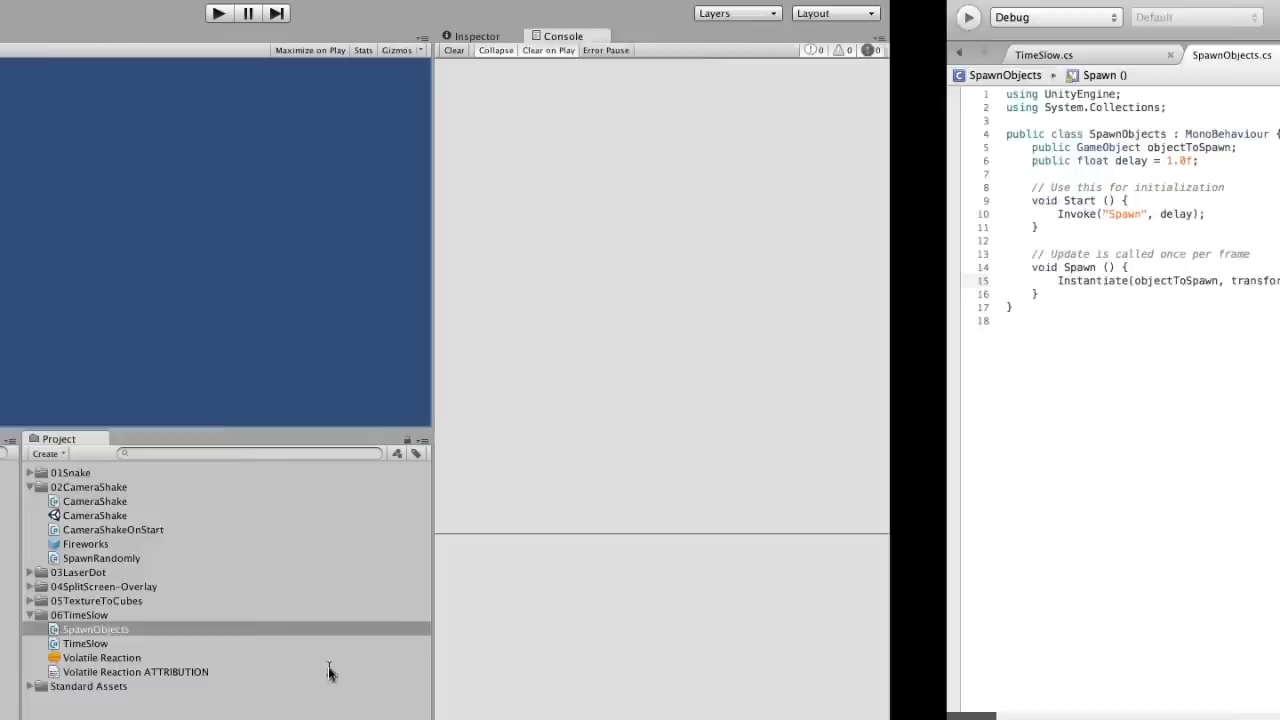 Layers
Layout
Inspector
Console
Maximize on Play
Stats
Gizmos
Clear
Collapse
Clear on Play
Error Pause
0
0
0
Project
Create
01Snake
02CameraShake
CameraShake
CameraShake
CameraShakeOnStart
Fireworks
SpawnRandomly
03LaserDot
04SplitScreen-Overlay
05TextureToCubes
06TimeSlow
SpawnObjects
TimeSlow
Volatile Reaction
Volatile Reaction ATTRIBUTION
Standard Assets
Debug
Default
TimeSlow.cs
SpawnObjects.cs
SpawnObjects
Spawn ()
1 using UnityEngine;
2 using System.Collections;
3
4 public class SpawnObjects : MonoBehaviour {
5 public GameObject objectToSpawn;
6 public float delay = 1.0f;
7
8 // Use this for initialization
9 void Start () {
10 Invoke("Spawn", delay);
11 }
12
13 // Update is called once per frame
14 void Spawn () {
15 Instantiate(objectToSpawn, transfor
16 }
17 }
18